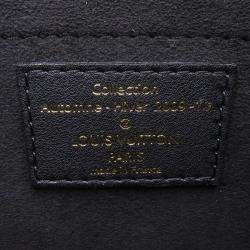 Collection
Automne - Hiver
LOUIS VUITTON
PARIS
made in France